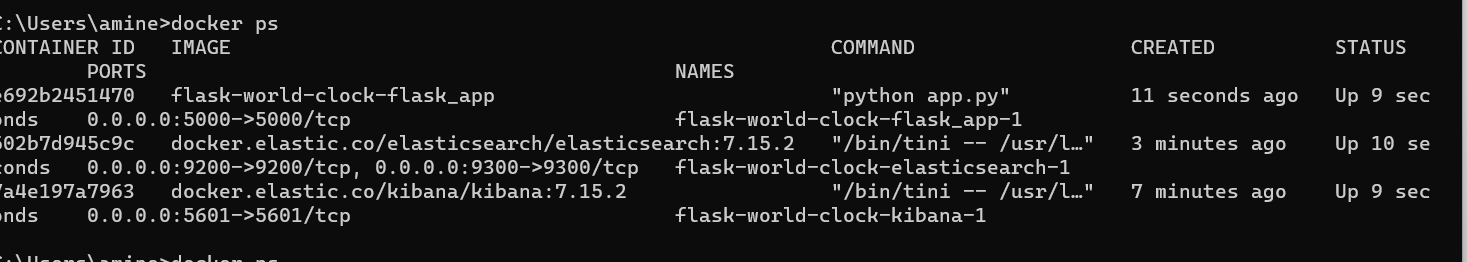 :\Users\amine>docker ps
CONTAINER ID   IMAGE                                                  COMMAND                  CREATED          STATUS
       PORTS                                            NAMES
e692b2451470   flask-world-clock-flask_app                            "python app.py"          11 seconds ago   Up 9 sec
onds    0.0.0.0:5000->5000/tcp                           flask-world-clock-flask_app-1
602b7d945c9c   docker.elastic.co/elasticsearch/elasticsearch:7.15.2   "/bin/tini -- /usr/l…"   3 minutes ago    Up 10 se
conds   0.0.0.0:9200->9200/tcp, 0.0.0.0:9300->9300/tcp   flask-world-clock-elasticsearch-1
7a4e197a7963   docker.elastic.co/kibana/kibana:7.15.2                 "/bin/tini -- /usr/l…"   7 minutes ago    Up 9 sec
onds    0.0.0.0:5601->5601/tcp                           flask-world-clock-kibana-1
:\Users\amine>docker ps